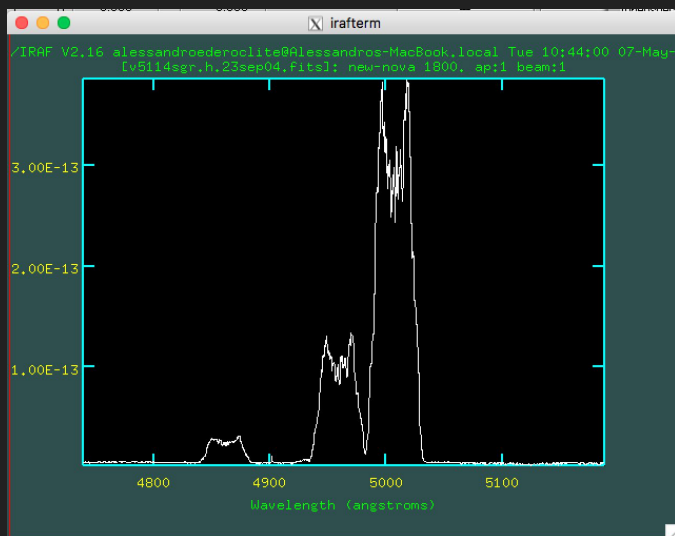 irafterm
/IRAF V2.16 alessandroederoclite@Alessandros-MacBook.local Tue 10:44:00 07-May-
[v5114sgr.h.23sep04.fits]: new-nova 1800. ap:1 beam:1
3.00E-13
2.00E-13
1.00E-13
4800 4900 5000 5100
Wavelength (angstroms)